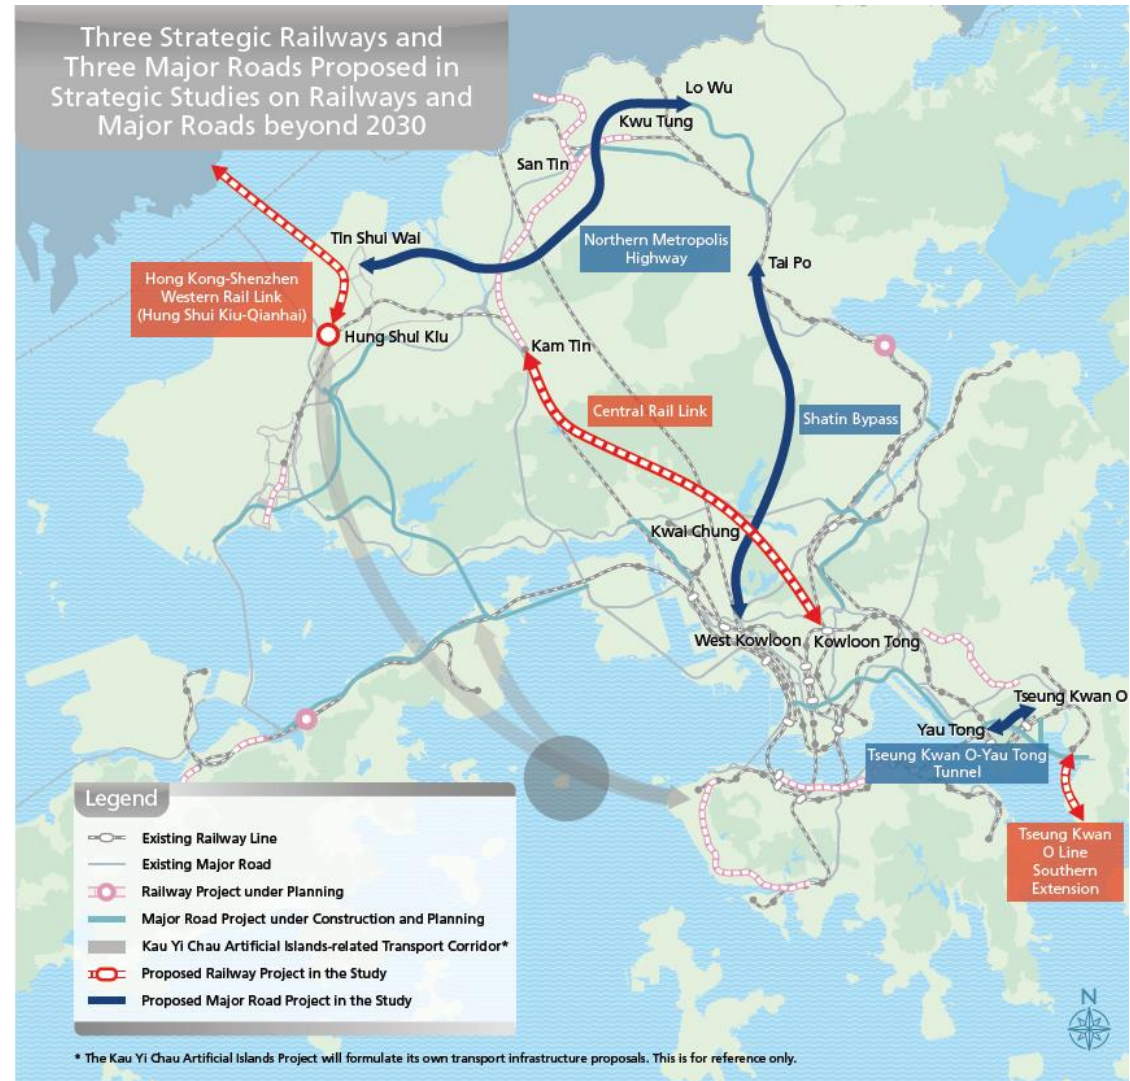 Three Strategic Railways and
Three Major Roads Proposed in
Strategic Studies on Railways and
Major Roads beyond 2030
Lo Wu
Kwu Tung
San Tin
Tin Shui Wai
Northern Metropolis
Highway
Tai Po
Hong Kong-Shenzhen
Western Rail Link
(Hung Shui Kiu-Qianhai)
Hung Shui Kiu
Kam Tin
Central Rail Link
Shatin Bypass
Kwai Chung
West Kowloon
Kowloon Tong
Tseung Kwan O
Yau Tong
Tseung Kwan O-Yau Tong
Tunnel
Tseung Kwan
O Line
Southern
Extension
Legend
Existing Railway Line
Existing Major Road
Railway Project under Planning
Major Road Project under Construction and Planning
Kau Yi Chau Artificial Islands-related Transport Corridor*
Proposed Railway Project in the Study
Proposed Major Road Project in the Study
N
* The Kau Yi Chau Artificial Islands Project will formulate its own transport infrastructure proposals. This is for reference only.